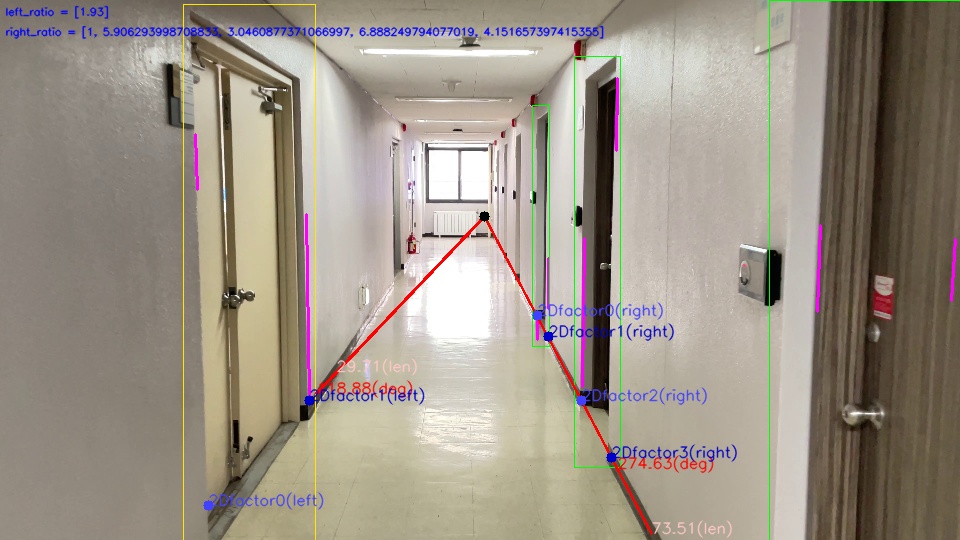 left_ratio = [1.93]
right_ratio = [1, 5.906293998708833, 3.0460877371066997, 6.888249794077019, 4.151657397415355]
2Dfactor0(right)
2Dfactor1(right)
29.71(len)
18.88(deg)
2Dfactor1(left)
2Dfactor2(right)
2Dfactor3(right)
274.63(deg)
2Dfactor0(left)
73.51(len)